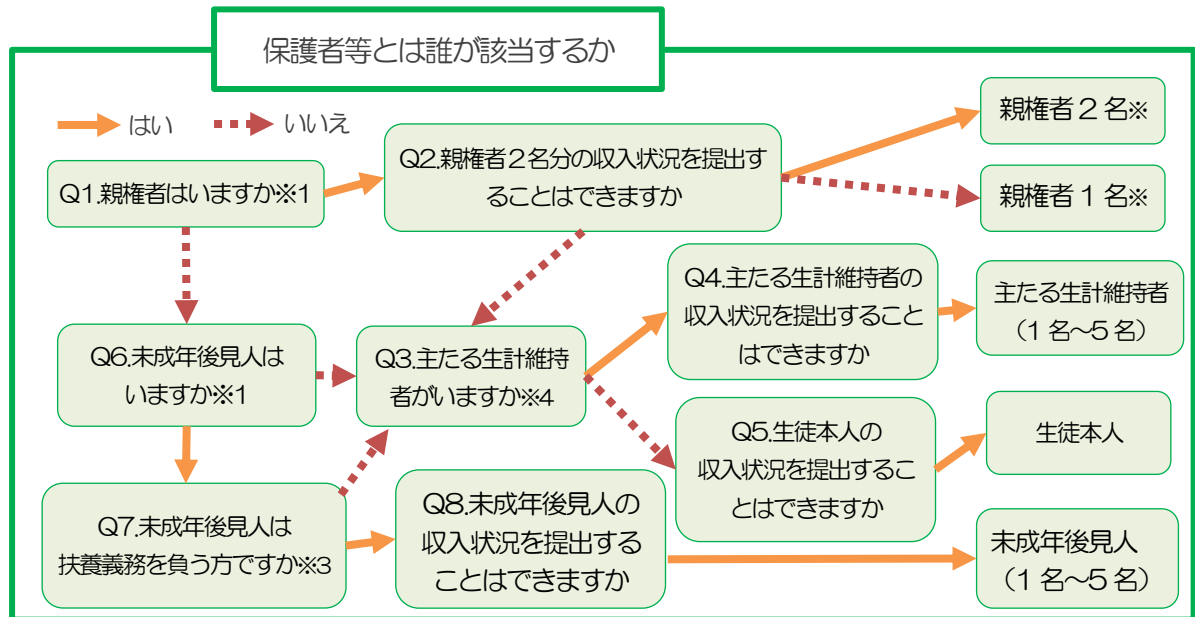 保護者等とは誰が該当するか
はい
いいえ
Q1.親権者はいますか※1
Q2.親権者２名分の収入状況を提出す
ることはできますか
親権者２名※
親権者１名※
Q6.未成年後見人は
いますか※1
Q3.主たる生計維持
者がいますか※4
Q4.主たる生計維持者の
収入状況を提出すること
はできますか
主たる生計維持者
（1名～5名）
Q5.生徒本人の
収入状況を提出するこ
とはできますか
生徒本人
Q7.未成年後見人は
扶養義務を負う方ですか※3
Q8.未成年後見人の
収入状況を提出する
ことはできますか
未成年後見人
（1名～5名）